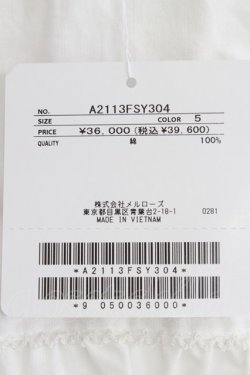 NO. A2113FSY304
SIZE COLOR 5
PRICE ¥36,000(税込¥39,600)
QUALITY 綿 100%
株式会社メルローズ
東京都目黒区青葉台2-18-1 0281
MADE IN VIETNAM
*A2113FSY304*
*9 050036000*